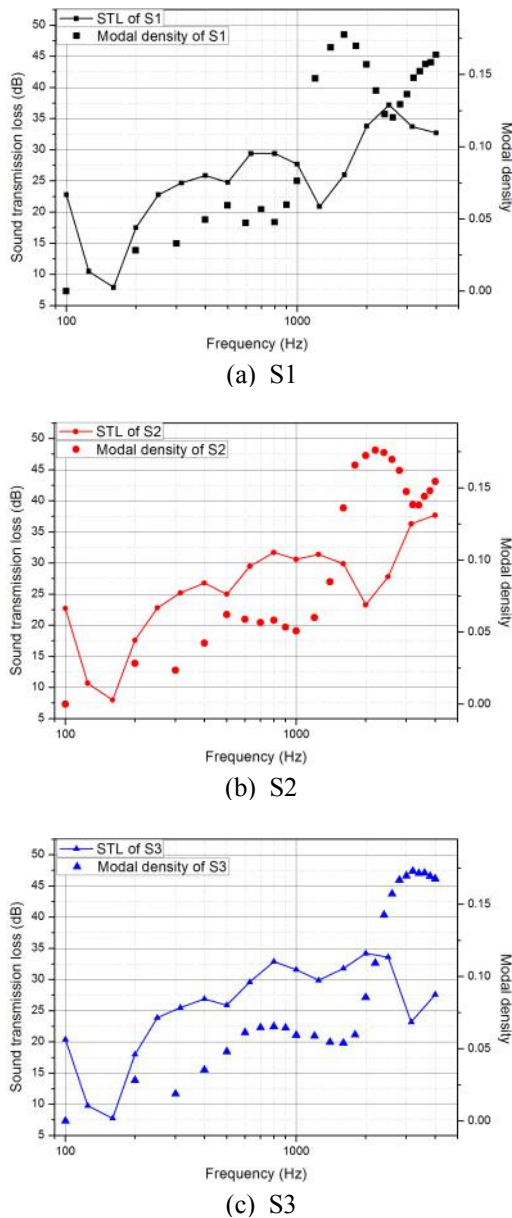 STL of S1
Modal density of S1
Sound transmission loss (dB)
50
45
40
35
30
25
20
15
10
5
0.15
0.10
0.05
0.00
Modal density
100
1000
Frequency (Hz)
(a) S1
STL of S2
Modal density of S2
Sound transmission loss (dB)
50
45
40
35
30
25
20
15
10
5
0.15
0.10
0.05
0.00
Modal density
100
1000
Frequency (Hz)
(b) S2
STL of S3
Modal density of S3
Sound transmission loss (dB)
50
45
40
35
30
25
20
15
10
5
0.15
0.10
0.05
0.00
Modal density
100
1000
Frequency (Hz)
(c) S3